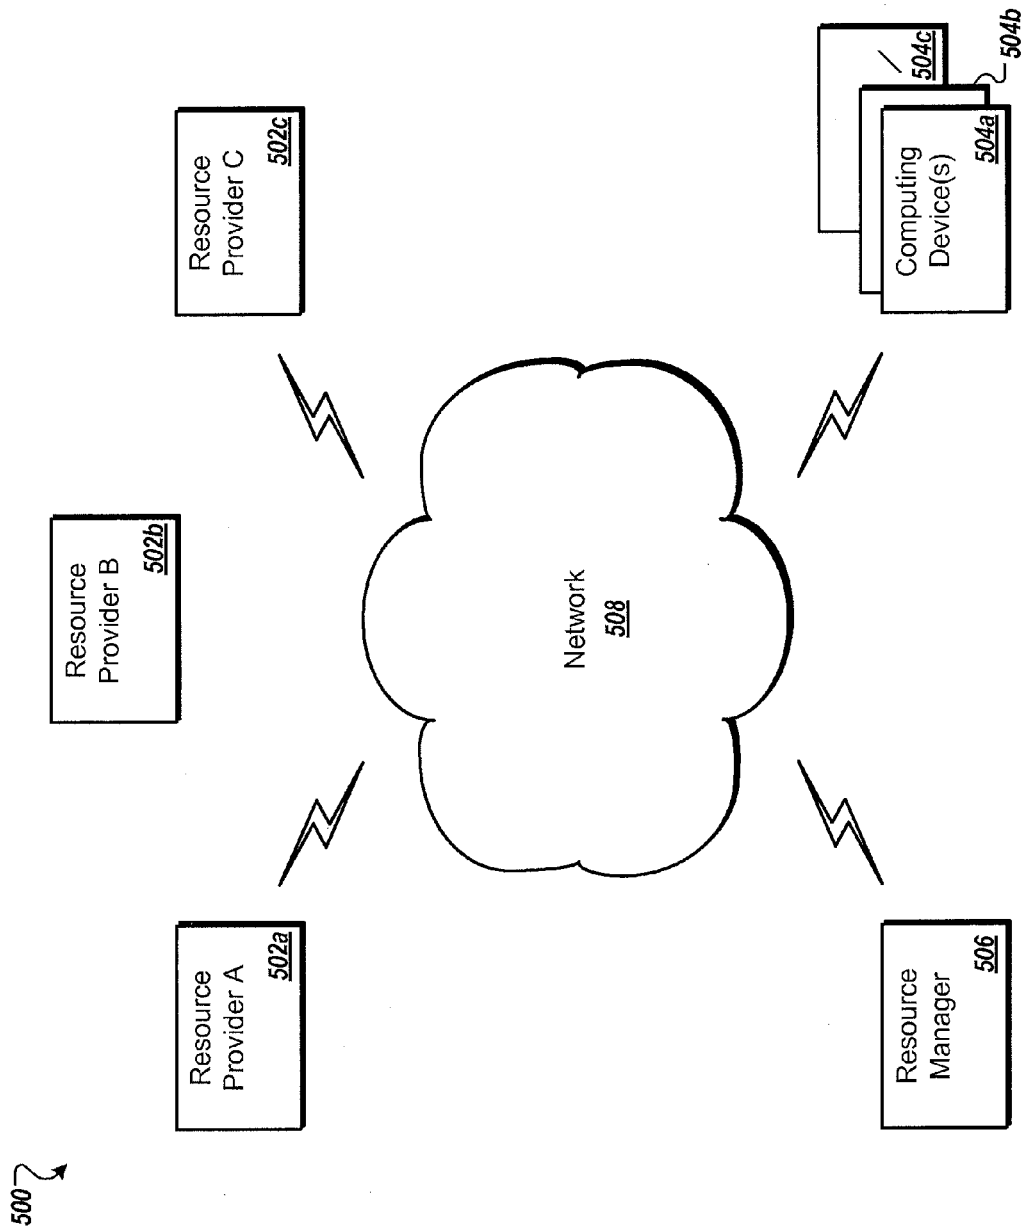 500
Resource
Provider A
502a
Resource
Provider B
502b
Resource
Provider C
502c
Network
508
Resource
Manager
506
Computing
Device(s)
504a
504b
504c